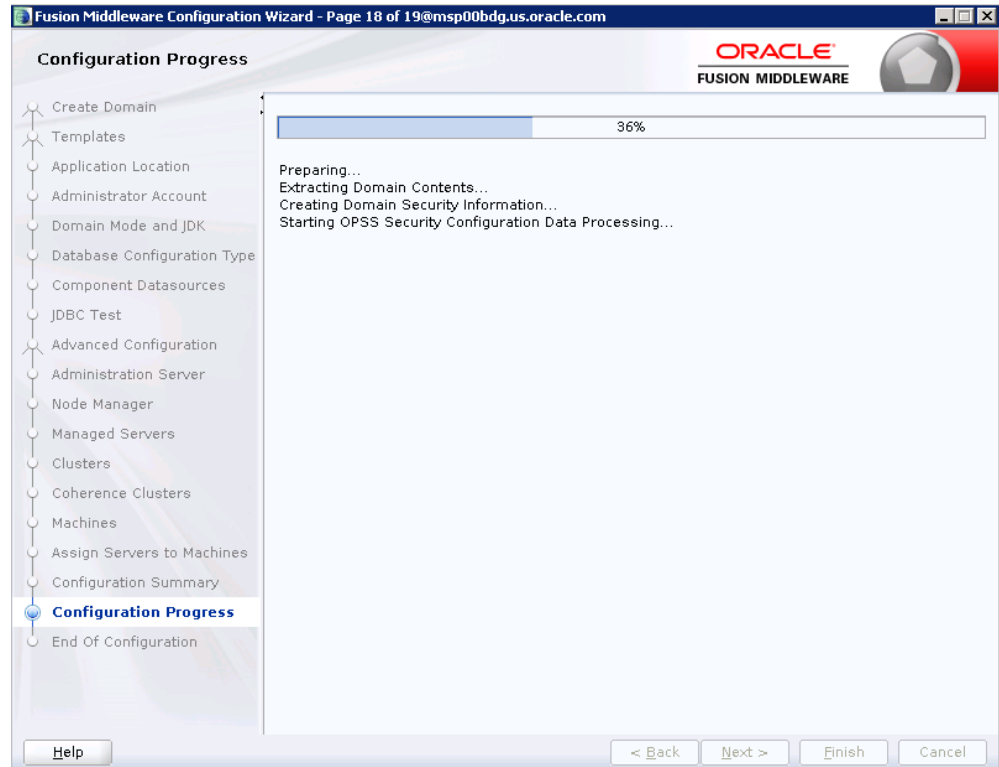 Fusion Middleware Configuration Wizard - Page 18 of 19@msp00bdg.us.oracle.com
Configuration Progress
ORACLE
FUSION MIDDLEWARE
Create Domain
Templates
Application Location
Administrator Account
Domain Mode and JDK
Database Configuration Type
Component Datasources
JDBC Test
Advanced Configuration
Administration Server
Node Manager
Managed Servers
Clusters
Coherence Clusters
Machines
Assign Servers to Machines
Configuration Summary
Configuration Progress
End Of Configuration
36%
Preparing...
Extracting Domain Contents...
Creating Domain Security Information...
Starting OPSS Security Configuration Data Processing...
Help
< Back
Next >
Finish
Cancel